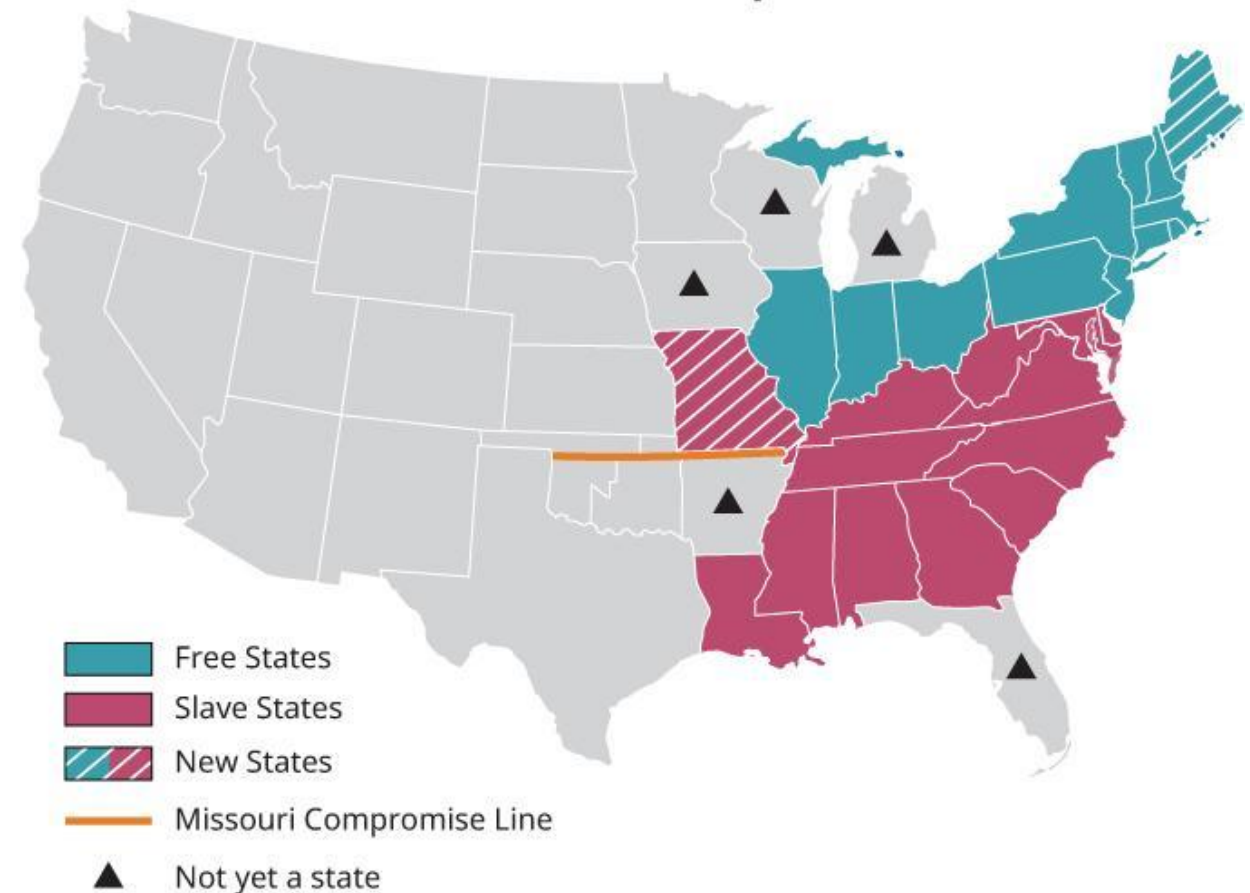 Free States
Slave States
New States
Missouri Compromise Line
Not yet a state